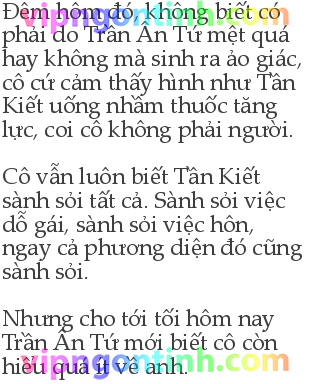 Đêm hôm đó, không biết có
phải do Trần Ấn Tứ mệt quá
hay không mà sinh ra ảo giác,
cô cứ cảm thấy hình như Tần
Kiết uống nhầm thuốc tăng
lực, coi cô không phải người.
Cô vẫn luôn biết Tần Kiết
sành sỏi tất cả. Sành sỏi việc
dỗ gái, sành sỏi việc hôn,
ngay cả phương diện đó cũng
sành sỏi.
Nhưng cho tới tối hôm nay
Trần Ấn Tứ mới biết cô còn
hiểu quá ít về anh.
vipngontinh.com
vipngontinh.com